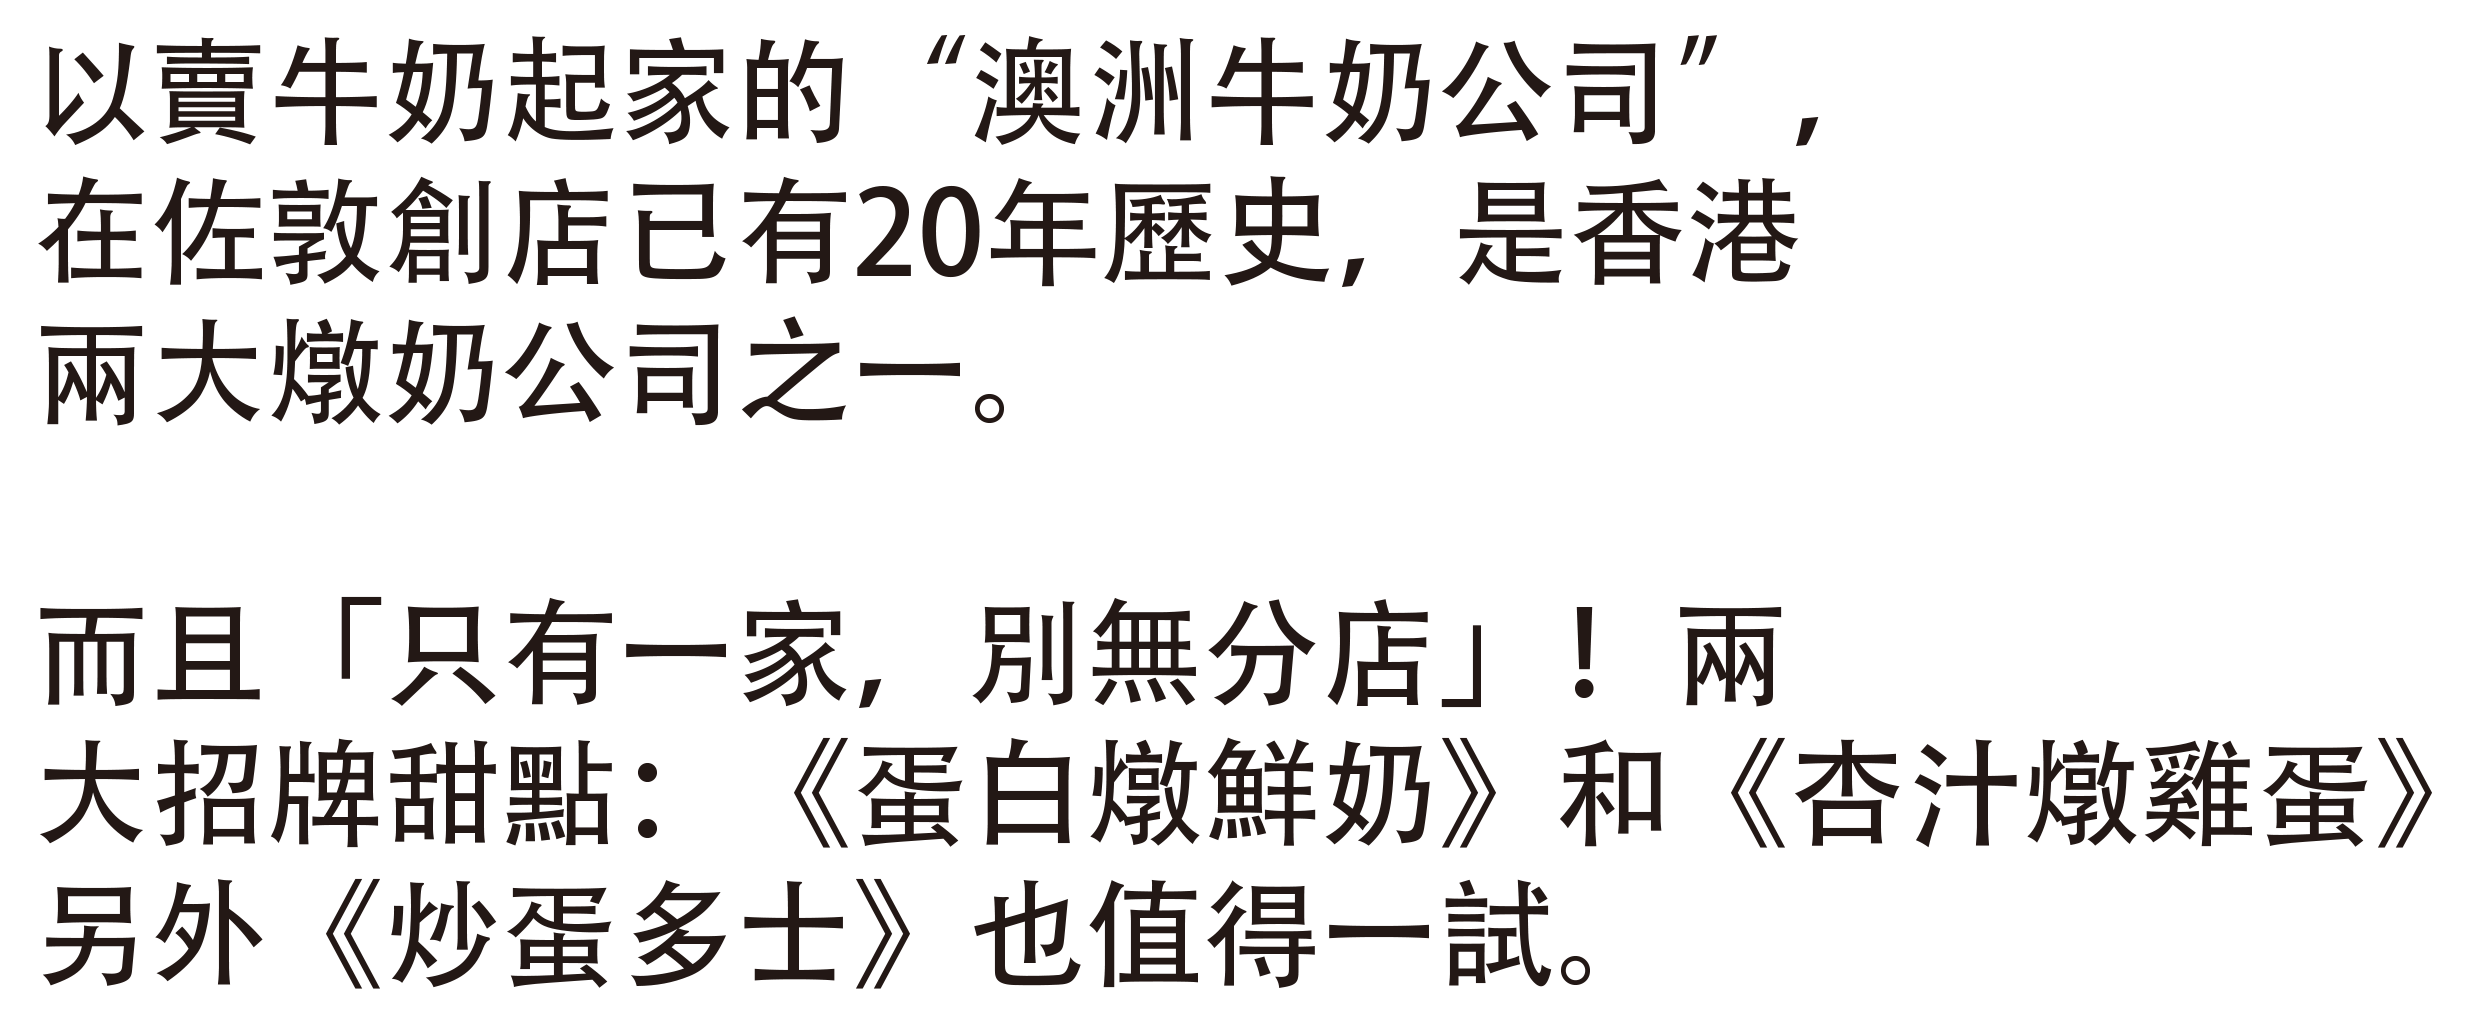 以賣牛奶起家的“澳洲牛奶公司”，
在佐敦創店已有20年歷史，是香港
兩大燉奶公司之一。
而且「只有一家，別無分店」！兩
大招牌甜點：《蛋白燉鮮奶》和《杏汁燉雞蛋》
另外《炒蛋多士》也值得一試。